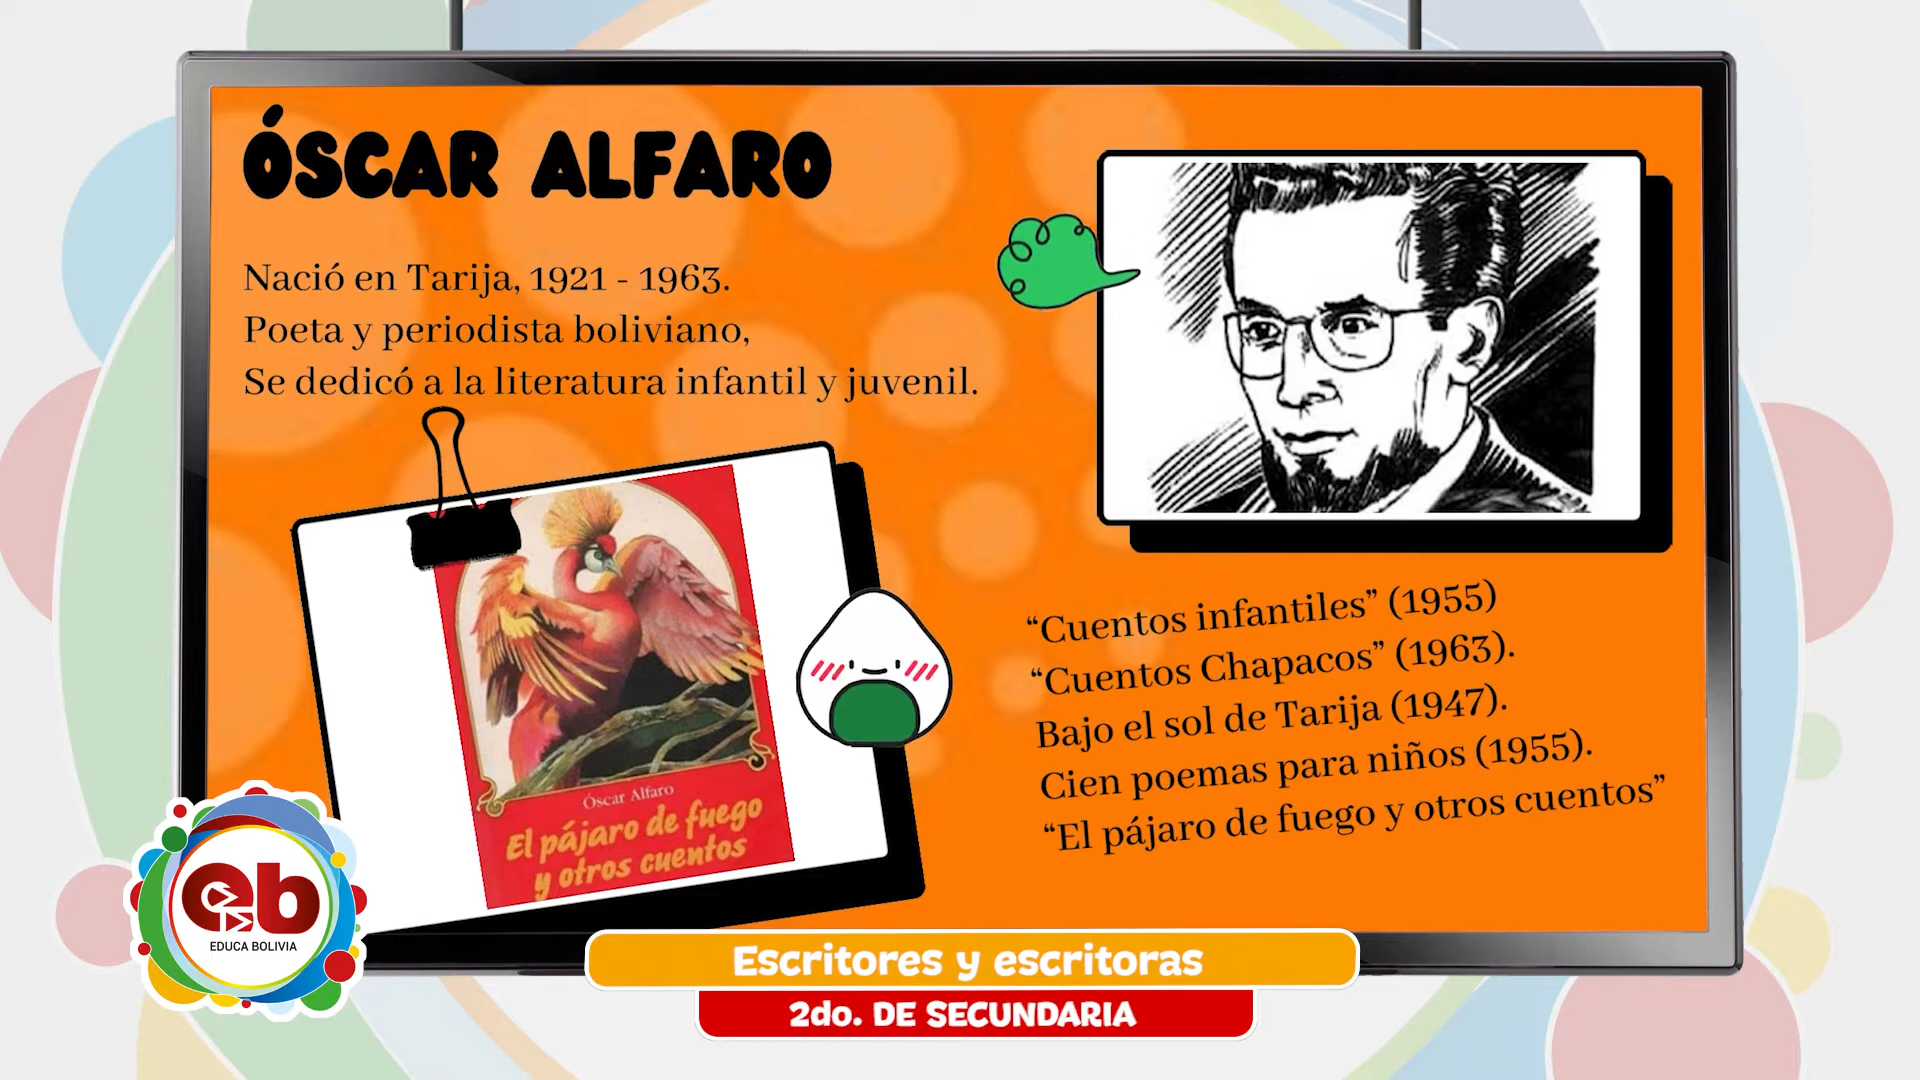 ÓSCAR ALFARO
Nació en Tarija, 1921 - 1963.
Poeta y periodista boliviano,
Se dedicó a la literatura infantil y juvenil.
Óscar Alfaro
El pájaro de fuego
y otros cuentos
“Cuentos infantiles” (1955)
“Cuentos Chapacos” (1963).
Bajo el sol de Tarija (1947).
Cien poemas para niños (1955).
“El pájaro de fuego y otros cuentos”
eb
EDUCA BOLIVIA
Escritores y escritoras
2do. DE SECUNDARIA